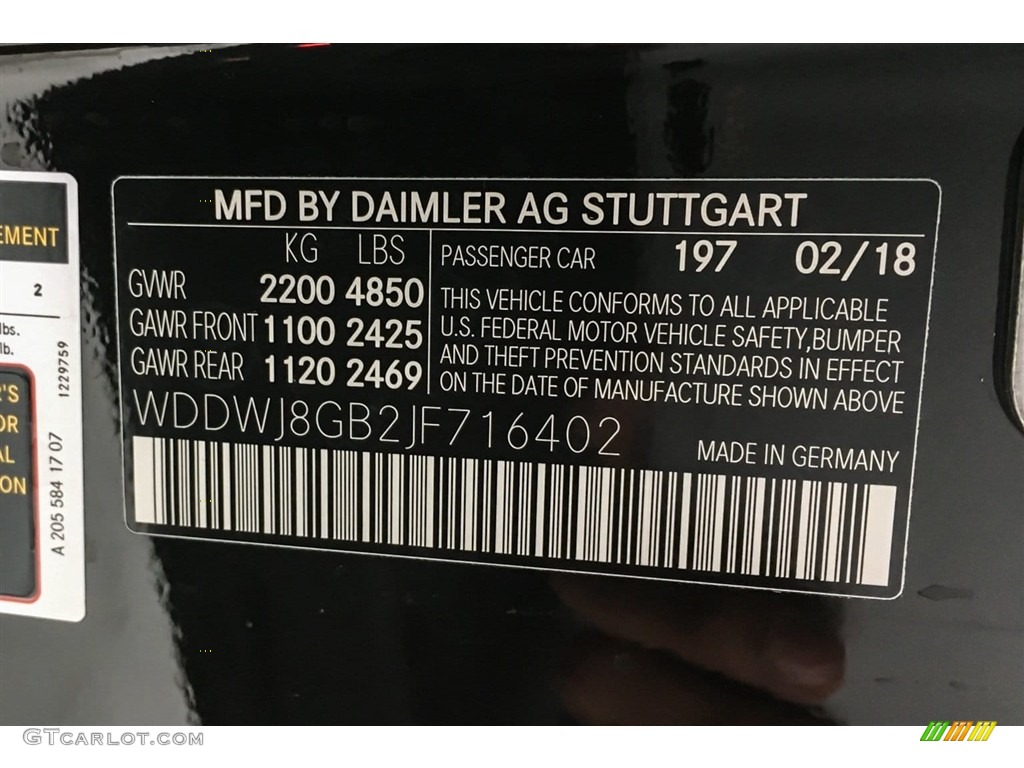 MFD BY DAIMLER AG STUTTGART
KG LBS
GVWR 2200 4850
GAWR FRONT 1100 2425
GAWR REAR 1120 2469
PASSENGER CAR 197 02/18
THIS VEHICLE CONFORMS TO ALL APPLICABLE
U.S. FEDERAL MOTOR VEHICLE SAFETY, BUMPER
AND THEFT PREVENTION STANDARDS IN EFFECT
ON THE DATE OF MANUFACTURE SHOWN ABOVE
WDDWJ8GB2JF716402
MADE IN GERMANY
EMENT
2
lbs.
lb.
R'S
OR
AL
ON
1229759
A 205 584 17 07
GTcarlot.com